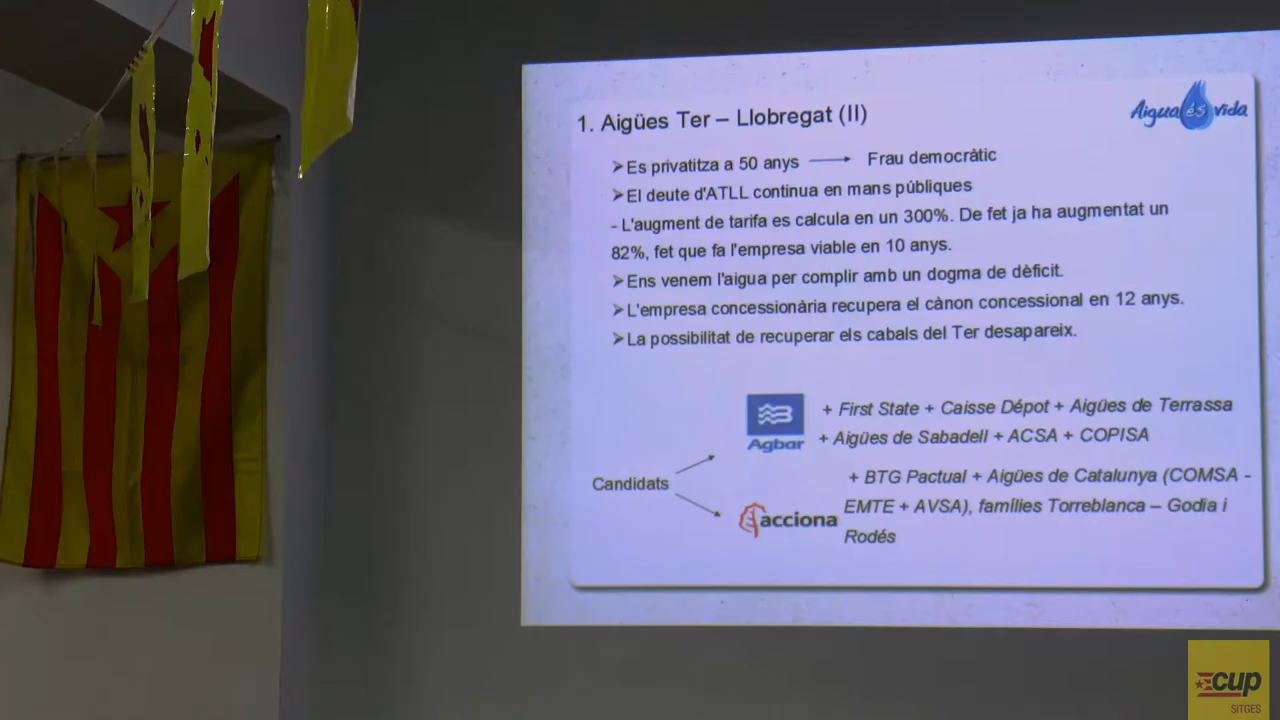 1. Aigües Ter – Llobregat (II)
Aigua és vida
➢Es privatitza a 50 anys → Frau democràtic
➢El deute d'ATLL continua en mans públiques
- L'augment de tarifa es calcula en un 300%. De fet ja ha augmentat un
82%, fet que fa l'empresa viable en 10 anys.
➢Ens venem l'aigua per complir amb un dogma de dèficit.
➢L'empresa concessionària recupera el cànon concessional en 12 anys.
➢La possibilitat de recuperar els cabals del Ter desapareix.
Agbar
+ First State + Caisse Dépot + Aigües de Terrassa
+ Aigües de Sabadell + ACSA + COPISA
Candidats
acciona
+ BTG Pactual + Aigües de Catalunya (COMSA -
EMTE + AVSA), famílies Torreblanca – Godia i
Rodés
cup
SITGES